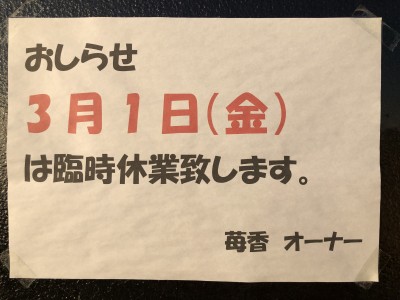 おしらせ
3月1日(金)
は臨時休業致します。
苺香 オーナー